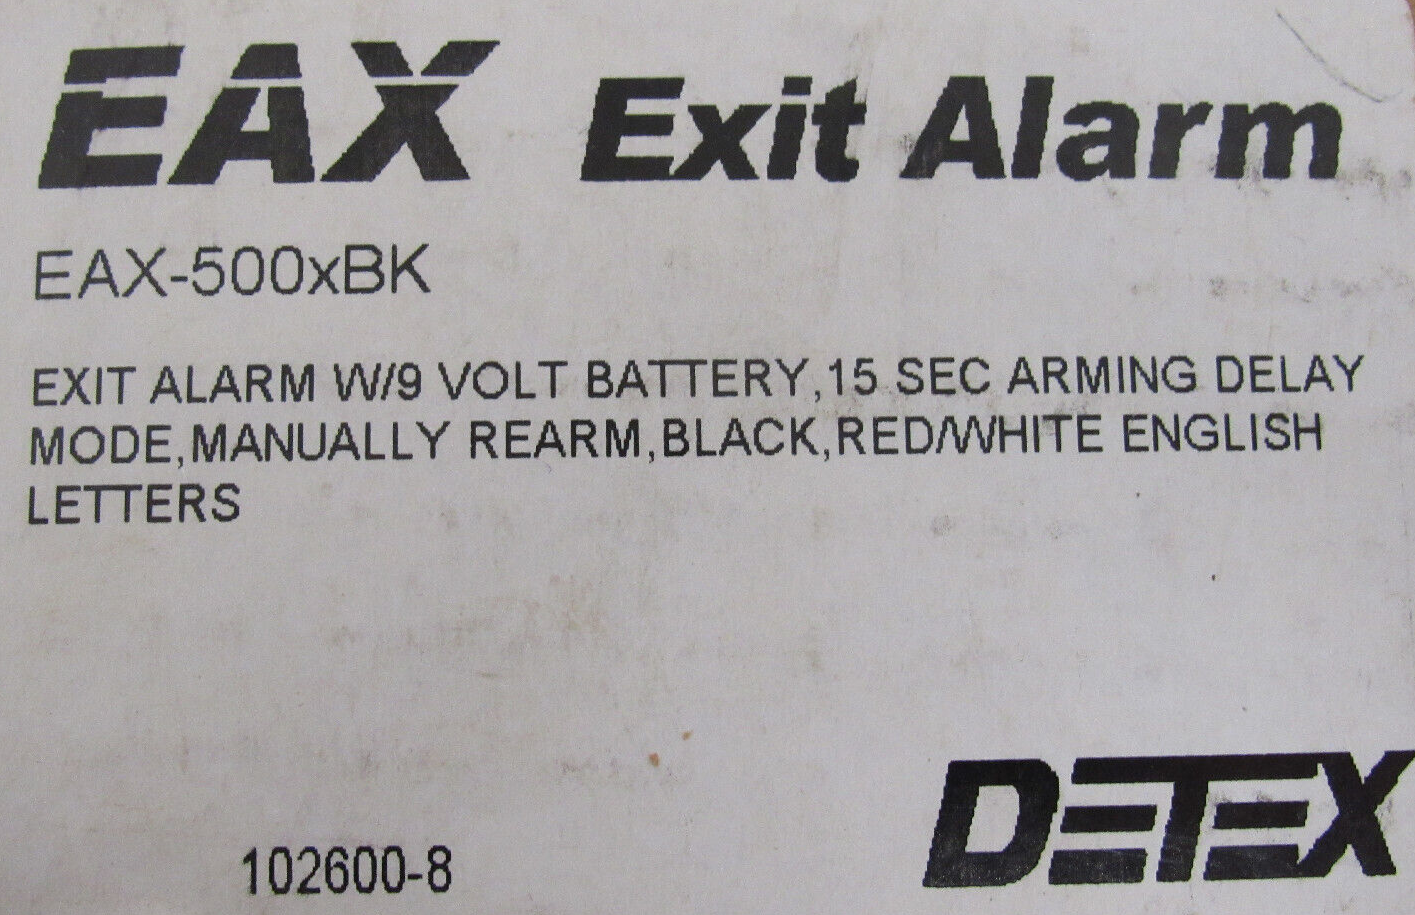 EAX Exit Alarm
EAX-500xBK
EXIT ALARM W/9 VOLT BATTERY,15 SEC ARMING DELAY
MODE,MANUALLY REARM,BLACK,RED/WHITE ENGLISH
LETTERS
DETEX
102600-8